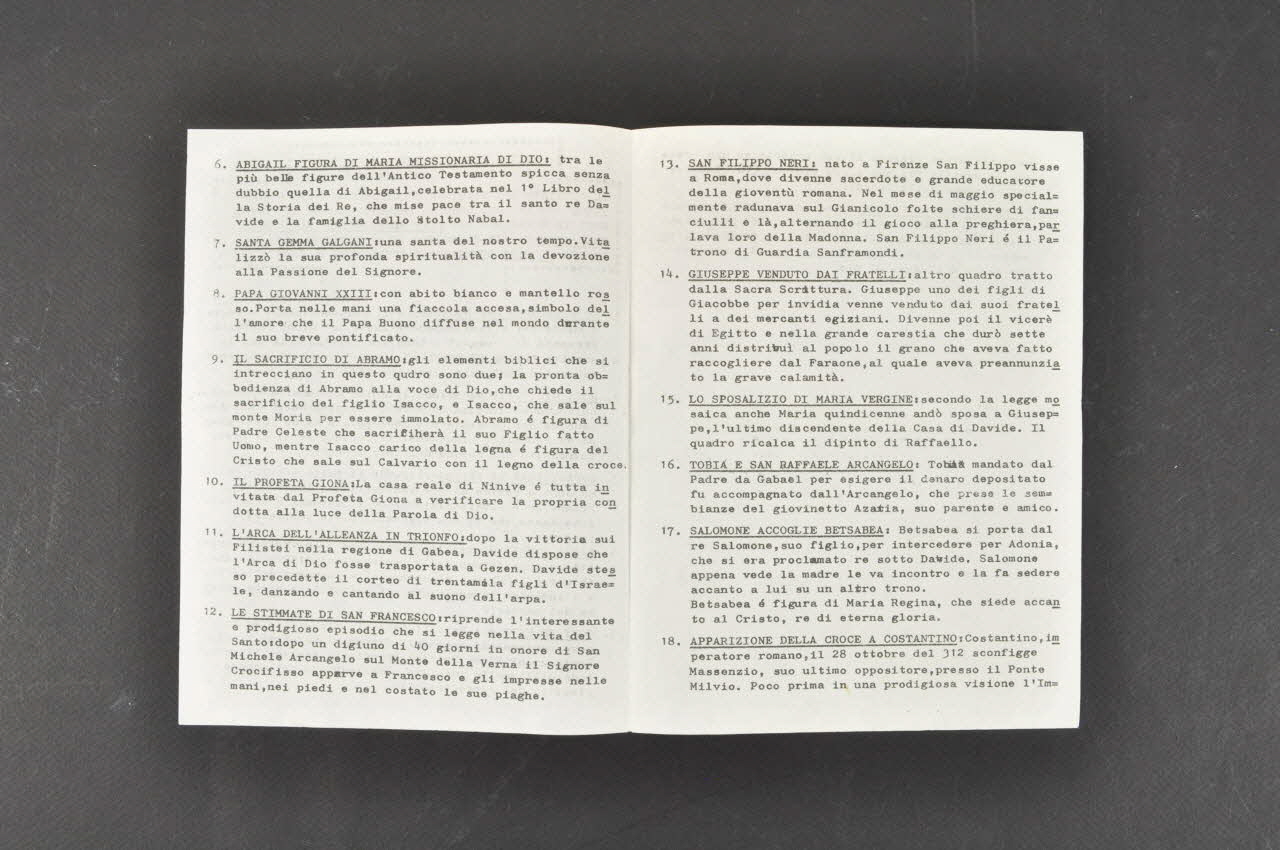 6. ABIGAIL FIGURA DI MARIA MISSIONARIA DI DIO: tra le
più belle figure dell'Antico Testamento spicca senza
dubbio quella di Abigail,celebrata nel 1° Libro del
la Storia dei Re, che mise pace tra il santo re Da=
vide e la famiglia dello Stolto Nabal.
7. SANTA GEMMA GALGANI:una santa del nostro tempo.Vita
lizzò la sua profonda spiritualità con la devozione
alla Passione del Signore.
8. PAPA GIOVANNI XXIII:con abito bianco e mantello ros
so.Porta nelle mani una fiaccola accesa,simbolo del
l'amore che il Papa Buono diffuse nel mondo durante
il suo breve pontificato.
9. IL SACRIFICIO DI ABRAMO:gli elementi biblici che si
intrecciano in questo qudro sono due; la pronta ob=
bedienza di Abramo alla voce di Dio,che chiede il
sacrificio del figlio Isacco, e Isacco, che sale sul
monte Moria per essere immolato. Abramo é figura di
Padre Celeste che sacrificherà il suo Figlio fatto
Uomo, mentre Isacco carico della legna é figura del
Cristo che sale sul Calvario con il legno della croce.
10. IL PROFETA GIONA:La casa reale di Ninive é tutta in
vitata dal Profeta Giona a verificare la propria con
dotta alla luce della Parola di Dio.
11. L'ARCA DELL'ALLEANZA IN TRIONFO:dopo la vittoria sui
Filistei nella regione di Gabea, Davide dispose che
l'Arca di Dio fosse trasportata a Gezen. Davide stes
so precedette il corteo di trentamila figli d'Israe=
le, danzando e cantando al suono dell'arpa.
12. LE STIMMATE DI SAN FRANCESCO:riprende l'interessante
e prodigioso episodio che si legge nella vita del
Santo:dopo un digiuno di 40 giorni in onore di San
Michele Arcangelo sul Monte della Verna il Signore
Crocifisso apparve a Francesco e gli impresse nelle
mani,nei piedi e nel costato le sue piaghe.
13. SAN FILIPPO NERI: nato a Firenze San Filippo visse
a Roma,dove divenne sacerdote e grande educatore
della gioventù romana. Nel mese di maggio special=
mente radunava sul Gianicolo folte schiere di fan=
ciulli e là,alternando il gioco alla preghiera,par
lava loro della Madonna. San Filippo Neri é il Pa=
trono di Guardia Sanframondi.
14. GIUSEPPE VENDUTO DAI FRATELLI:altro quadro tratto
dalla Sacra Scrittura. Giuseppe uno dei figli di
Giacobbe per invidia venne venduto dai suoi fratel
li a dei mercanti egiziani. Divenne poi il vicerè
di Egitto e nella grande carestia che durò sette
anni distribuì al popolo il grano che aveva fatto
raccogliere dal Faraone,al quale aveva preannunzia
to la grave calamità.
15. LO SPOSALIZIO DI MARIA VERGINE:secondo la legge mo
saica anche Maria quindicenne andò sposa a Giusep=
pe,l'ultimo discendente della Casa di Davide. Il
quadro ricalca il dipinto di Raffaello.
16. TOBIA E SAN RAFFAELE ARCANGELO: Tobia mandato dal
Padre da Gabael per esigere il denaro depositato
fu accompagnato dall'Arcangelo, che prese le sem=
bianze del giovinetto Azaria, suo parente e amico.
17. SALOMONE ACCOGLIE BETSABEA: Betsabea si porta dal
re Salomone,suo figlio,per intercedere per Adonia,
che si era proclamato re sotto Davide. Salomone
appena vede la madre le va incontro e la fa sedere
accanto a lui su un altro trono.
Betsabea é figura di Maria Regina, che siede accan
to al Cristo, re di eterna gloria.
18. APPARIZIONE DELLA CROCE A COSTANTINO:Costantino,im
peratore romano,il 28 ottobre del 312 sconfigge
Massenzio, suo ultimo oppositore,presso il Ponte
Milvio. Poco prima in una prodigiosa visione l'Im=